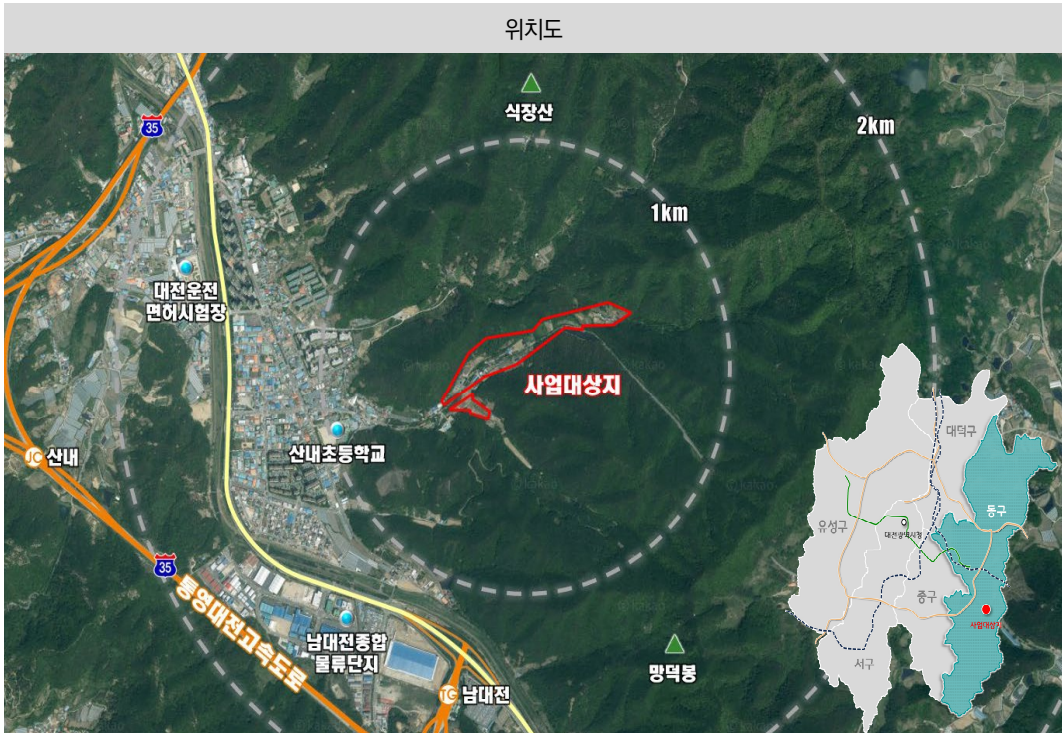 위치도
식장산
35
2km
1km
대전운전
면허시험장
사업대상지
산내초등학교
JC 산내
35
통영대전고속도로
남대전종합
물류단지
TG 남대전
망덕봉
대덕구
동구
유성구
대전광역시청
중구
사업대상지
서구
kakao
kakao
kakao